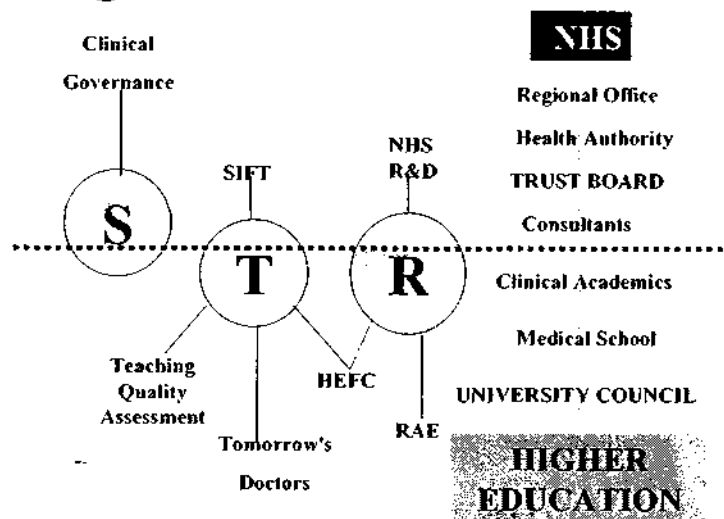 Clinical
Governance
NHS
Regional Office
Health Authority
TRUST BOARD
Consultants
SIFT
NHS
R&D
S
T
R
Clinical Academics
Medical School
UNIVERSITY COUNCIL
Teaching
Quality
Assessment
HEFC
RAE
Tomorrow's
Doctors
HIGHER
EDUCATION